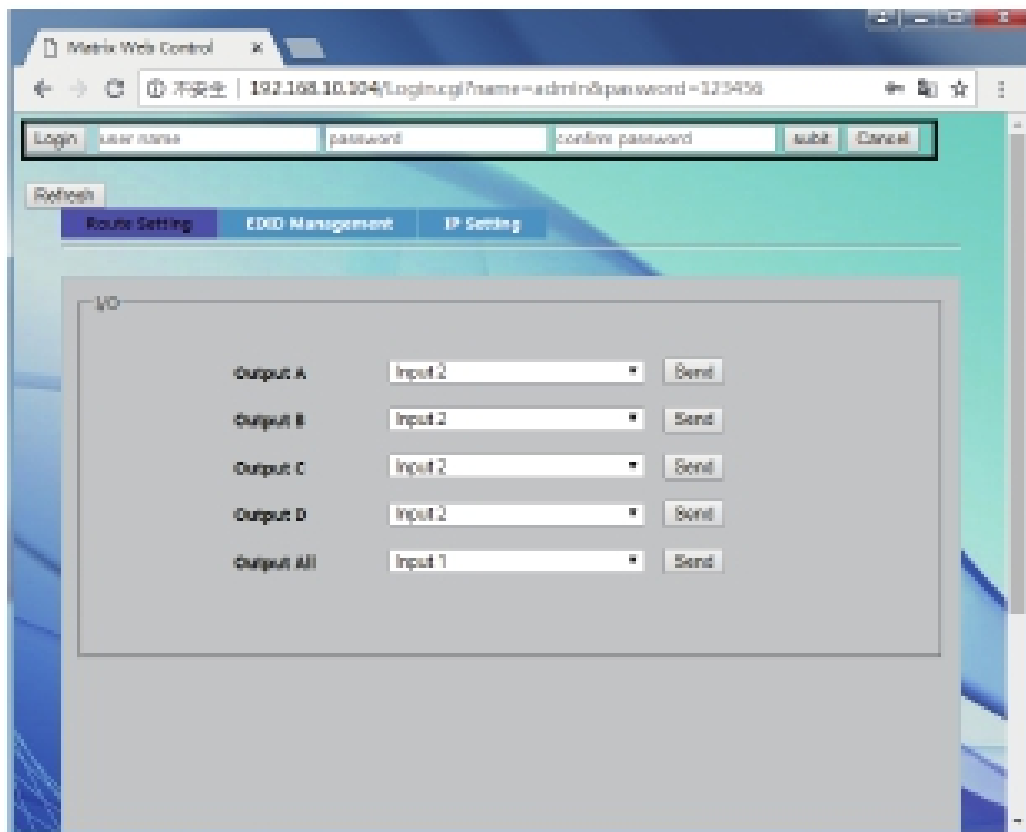 Matrix Web Control
不安全 | 192.168.10.104/Login.cgi?name=admin&password=123456
Login user name password confirm password subit Cancel
Refresh
Route Setting EDID Management IP Setting
I/O
Output A Input 2 Send
Output B Input 2 Send
Output C Input 2 Send
Output D Input 2 Send
Output All Input 1 Send